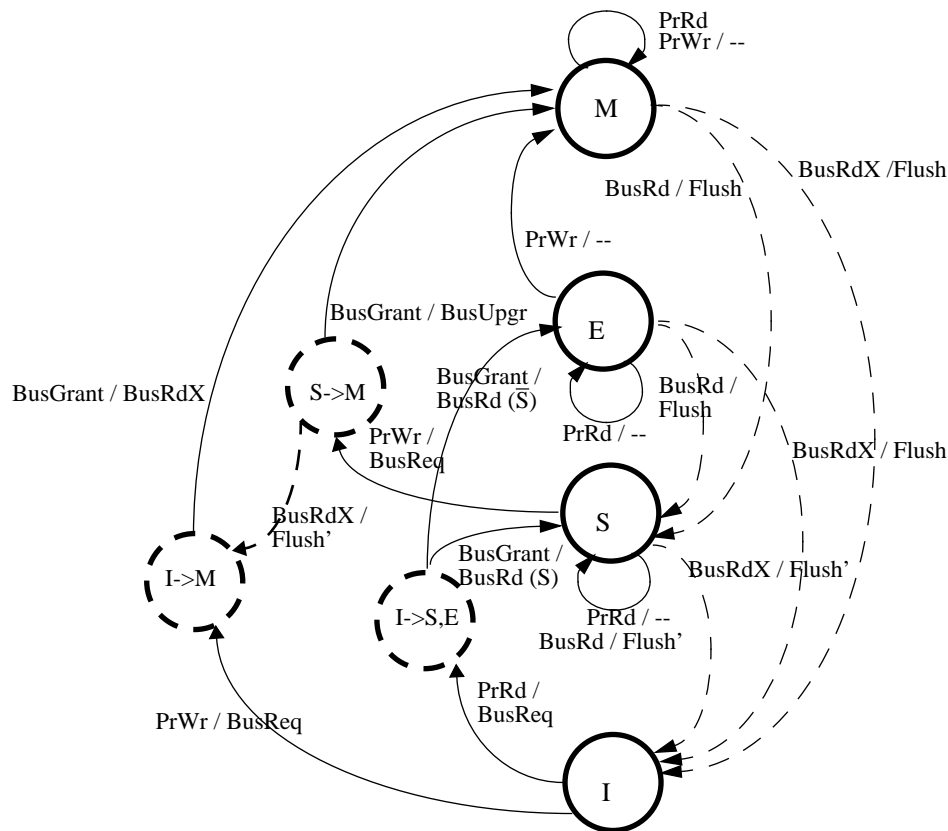 PrRd
PrWr / --
M
BusRdX /Flush
BusRd / Flush
PrWr / --
BusGrant / BusUpgr
E
BusGrant / BusRdX
S->M
BusGrant /
BusRd (S̅)
BusRd /
Flush
PrRd / --
PrWr /
BusReq
BusRdX / Flush
S
BusRdX /
Flush’
BusGrant /
BusRd (S)
BusRdX / Flush’
I->M
I->S,E
PrRd / --
BusRd / Flush’
PrRd /
BusReq
PrWr / BusReq
I